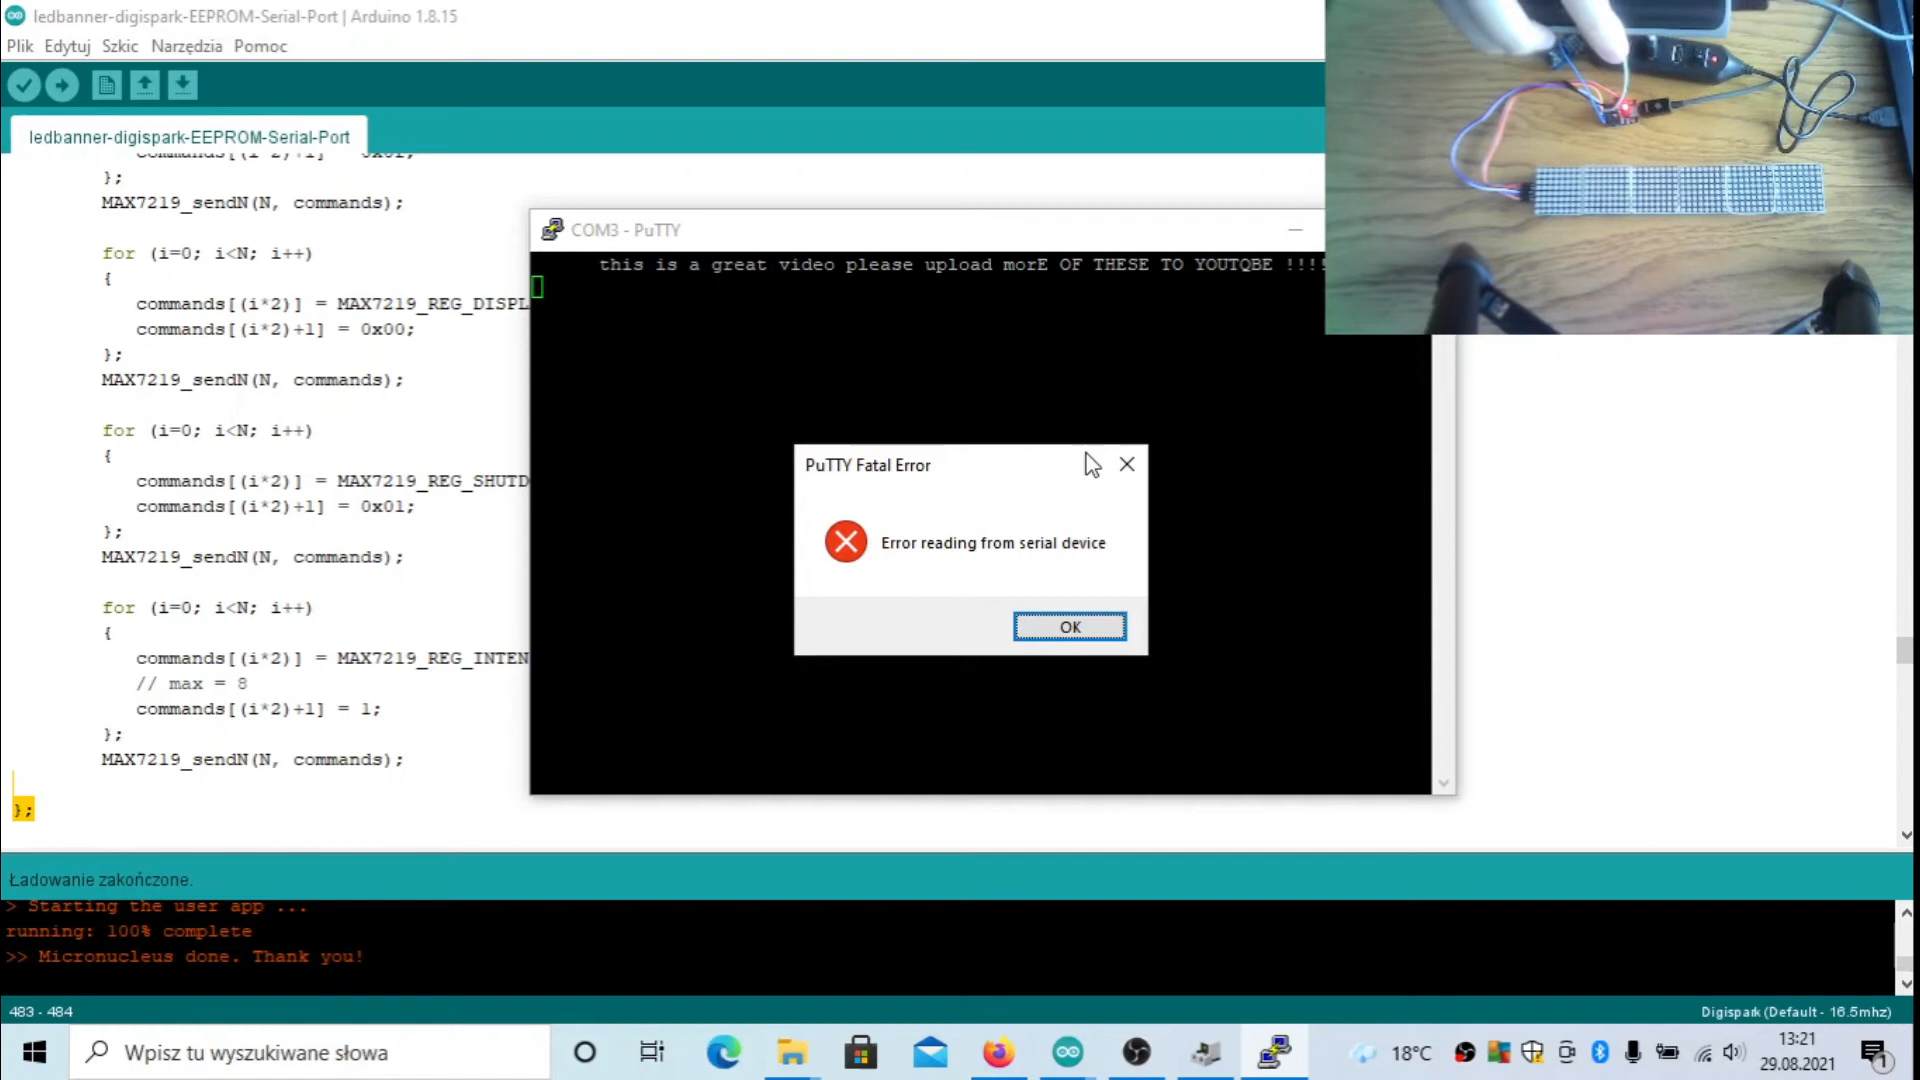 ledbanner-digispark-EEPROM-Serial-Port | Arduino 1.8.15
Plik Edytuj Szkic Narzędzia Pomoc
ledbanner-digispark-EEPROM-Serial-Port
commands[(i*2)+1] = 0x01;
};
MAX7219_sendN(N, commands);
for (i=0; i<N; i++)
{
commands[(i*2)] = MAX7219_REG_DISPL
commands[(i*2)+1] = 0x00;
};
MAX7219_sendN(N, commands);
for (i=0; i<N; i++)
{
commands[(i*2)] = MAX7219_REG_SHUTD
commands[(i*2)+1] = 0x01;
};
MAX7219_sendN(N, commands);
for (i=0; i<N; i++)
{
commands[(i*2)] = MAX7219_REG_INTEN
// max = 8
commands[(i*2)+1] = 1;
};
MAX7219_sendN(N, commands);
};
COM3 - PuTTY
this is a great video please upload morE OF THESE TO YOUTQBE !!!!
PuTTY Fatal Error
Error reading from serial device
OK
Ładowanie zakończone.
> Starting the user app ...
running: 100% complete
>> Micronucleus done. Thank you!
483 - 484
Digispark (Default - 16.5mhz)
Wpisz tu wyszukiwane słowa
18°C
13:21
29.08.2021
1